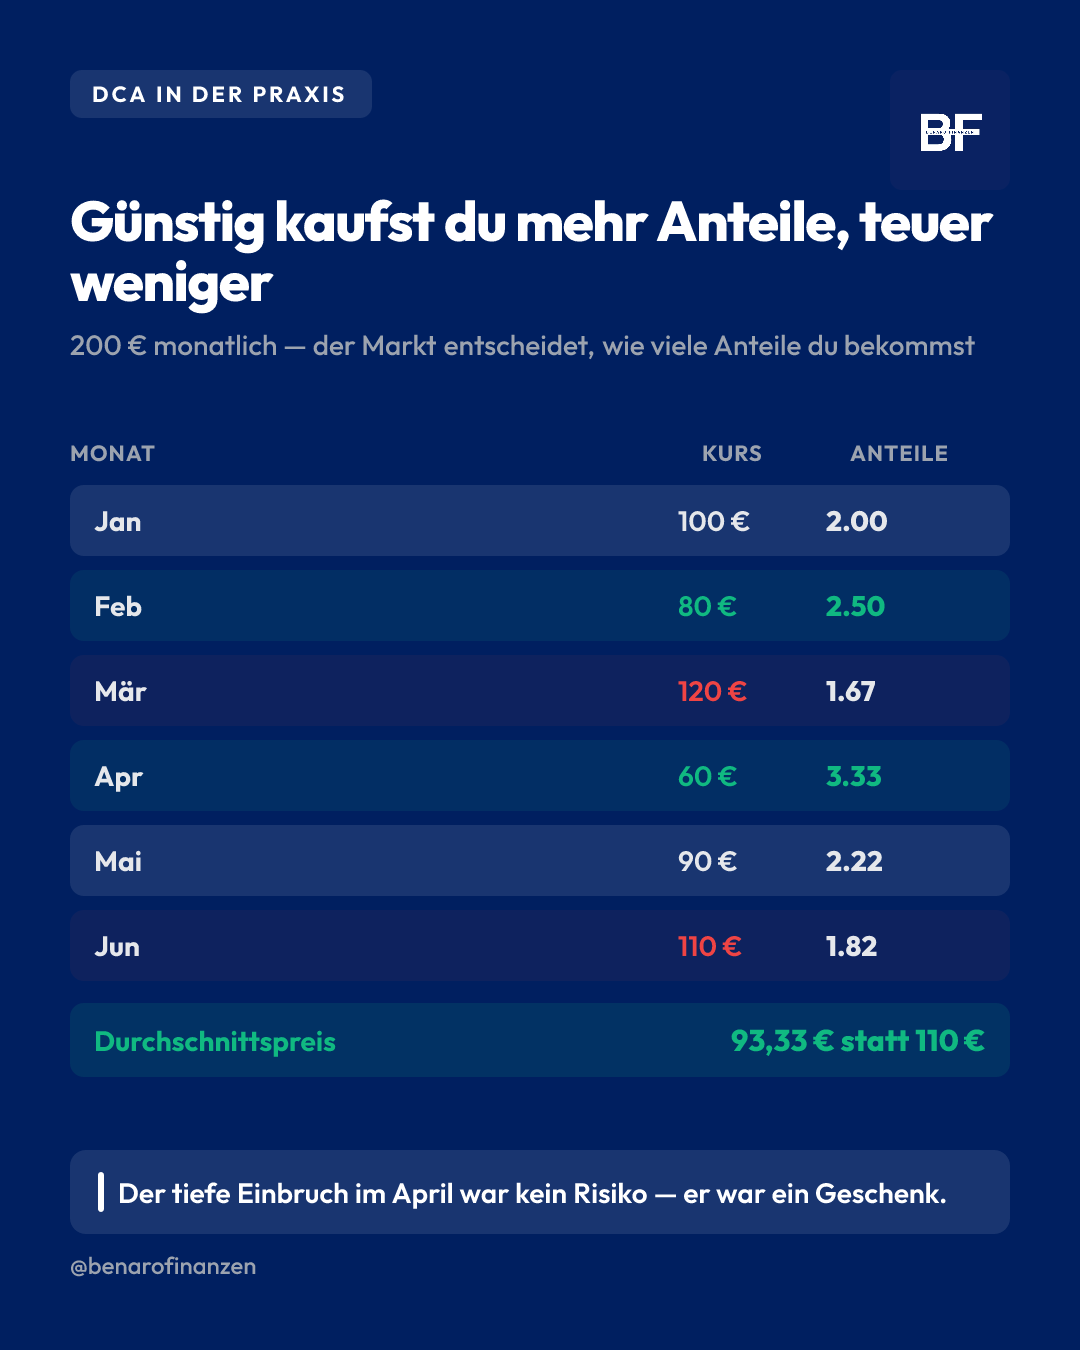 DCA IN DER PRAXIS
BF
Günstig kaufst du mehr Anteile, teuer
weniger
200 € monatlich — der Markt entscheidet, wie viele Anteile du bekommst
MONAT KURS ANTEILE
Jan 100 € 2.00
Feb 80 € 2.50
Mär 120 € 1.67
Apr 60 € 3.33
Mai 90 € 2.22
Jun 110 € 1.82
Durchschnittspreis 93,33 € statt 110 €
Der tiefe Einbruch im April war kein Risiko — er war ein Geschenk.
@benarofinanzen